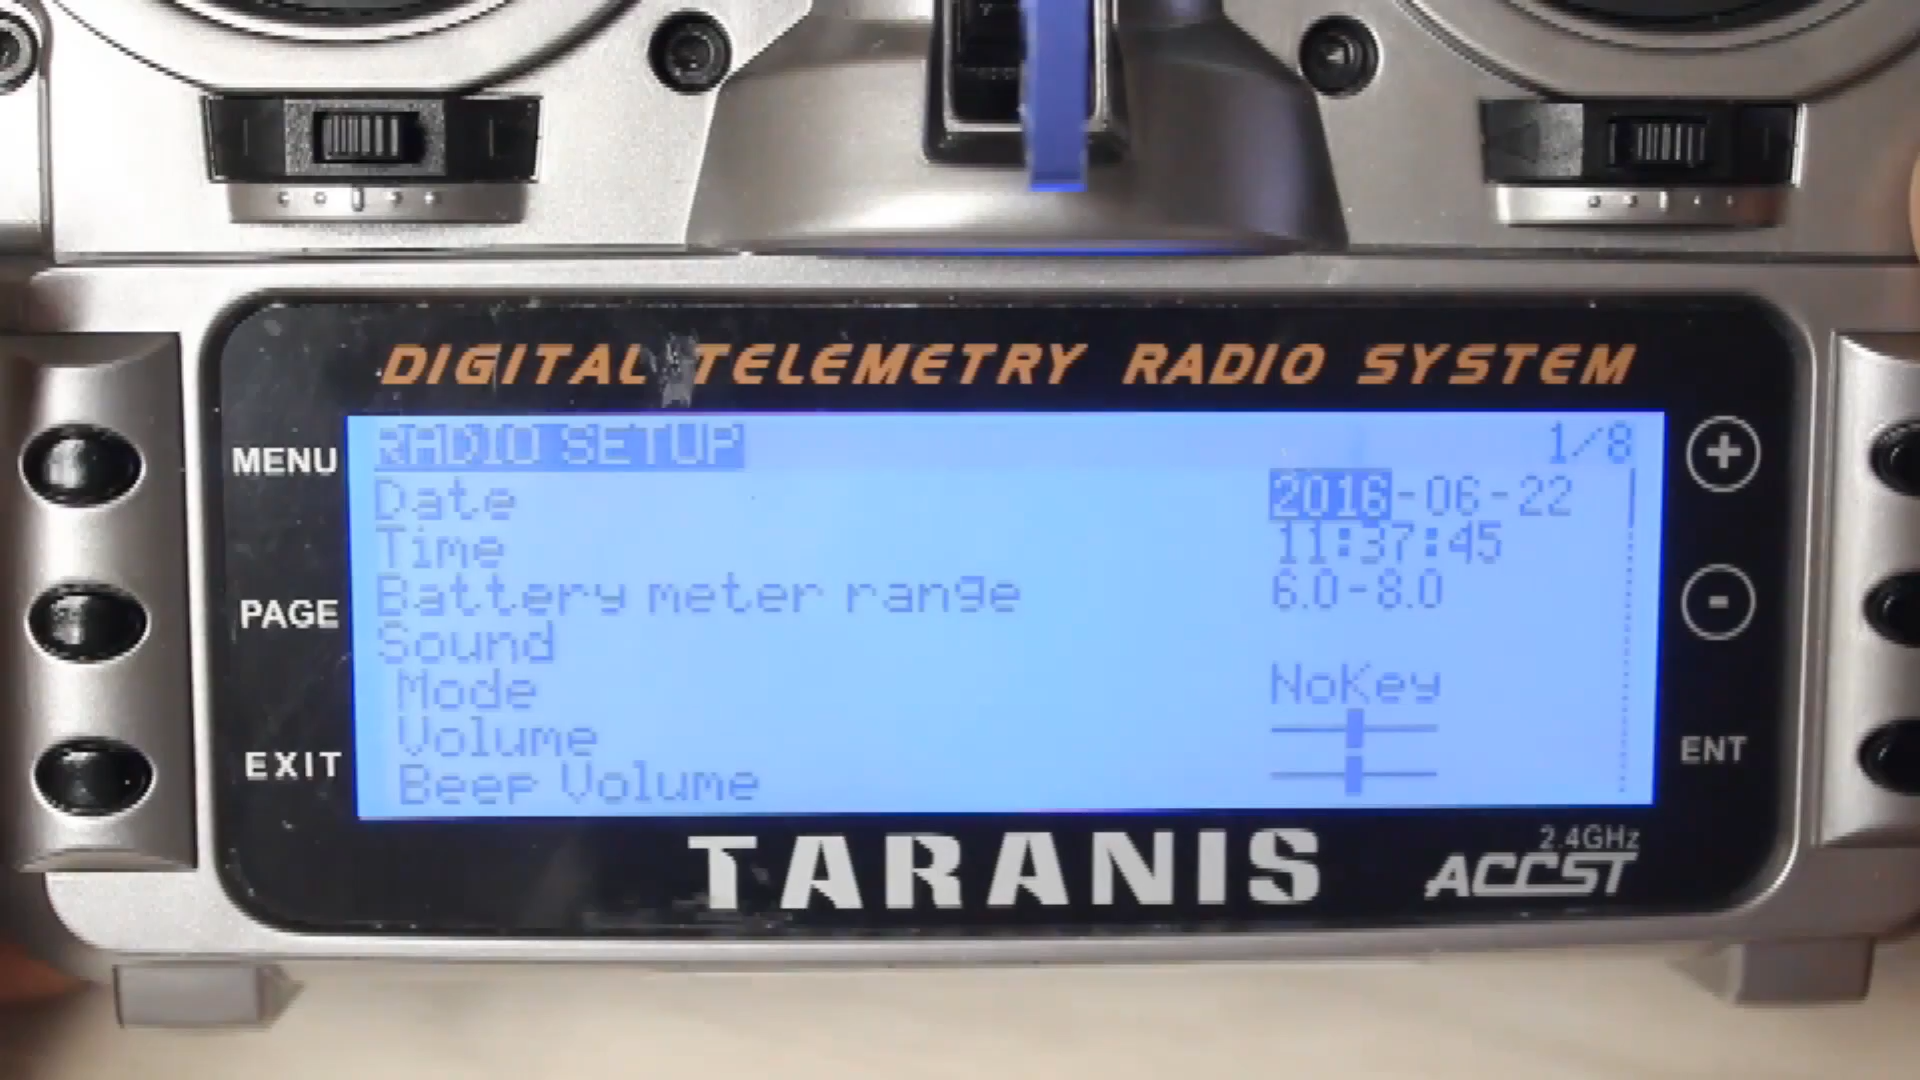 DIGITAL TELEMETRY RADIO SYSTEM
RADIO SETUP 1/8
Date 2016-06-22
Time 11:37:45
Battery meter range 6.0-8.0
Sound
Mode NoKey
Volume
Beep Volume
MENU
PAGE
EXIT
+
-
ENT
TARANIS
2.4GHz
ACCST